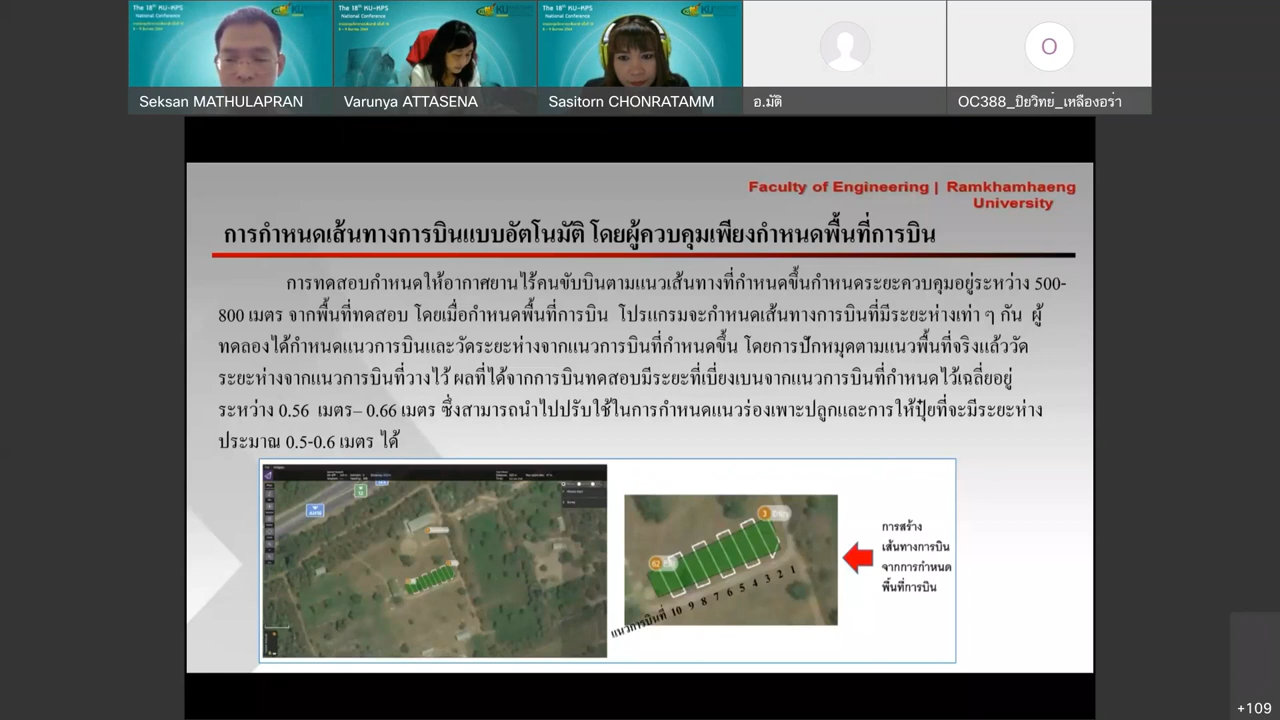 The 18th KU-KPS
National Conference
The 18th KU-KPS
National Conference
The 18th KU-KPS
National Conference
Seksan MATHULAPRAN
Varunya ATTASENA
Sasitorn CHONRATAMM
อ.มัติ
O
OC388_ปิยวิทย์_เหลืองอร่า
Faculty of Engineering | Ramkhamhaeng
University
การกำหนดเส้นทางการบินแบบอัตโนมัติ โดยผู้ควบคุมเพียงกำหนดพื้นที่การบิน
การทดสอบกำหนดให้อากาศยานไร้คนขับบินตามแนวเส้นทางที่กำหนดขึ้นกำหนดระยะควบคุมอยู่ระหว่าง 500-
800 เมตร จากพื้นที่ทดสอบ โดยเมื่อกำหนดพื้นที่การบิน โปรแกรมจะกำหนดเส้นทางการบินที่มีระยะห่างเท่า ๆ กัน ผู้
ทดลองได้กำหนดแนวการบินและวัดระยะห่างจากแนวการบินที่กำหนดขึ้น โดยการปักหมุดตามแนวพื้นที่จริงแล้ววัด
ระยะห่างจากแนวการบินที่วางไว้ ผลที่ได้จากการบินทดสอบมีระยะที่เบี่ยงเบนจากแนวการบินที่กำหนดไว้เฉลี่ยอยู่
ระหว่าง 0.56 เมตร– 0.66 เมตร ซึ่งสามารถนำไปปรับใช้ในการกำหนดแนวร่องเพาะปลูกและการให้ปุ๋ยที่จะมีระยะห่าง
ประมาณ 0.5-0.6 เมตร ได้
3
62
แนวการบินที่ 10 9 8 7 6 5 4 3 2 1
การสร้าง
เส้นทางการบิน
จากการกำหนด
พื้นที่การบิน
+109